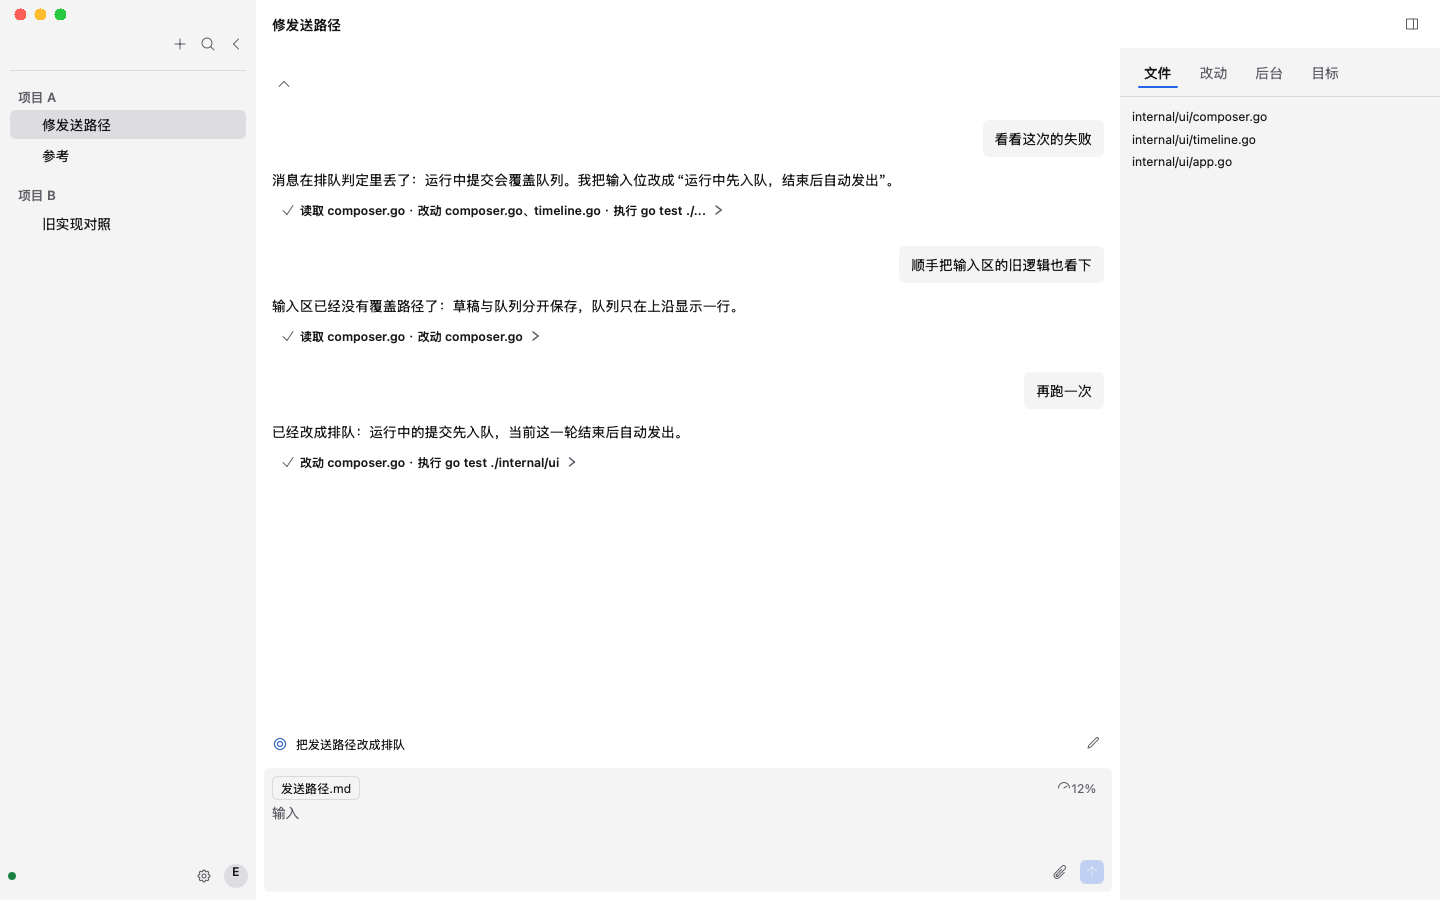 修发送路径
项目 A
修发送路径
参考
项目 B
旧实现对照
E
看看这次的失败
消息在排队判定里丢了：运行中提交会覆盖队列。我把输入位改成“运行中先入队，结束后自动发出”。
读取 composer.go · 改动 composer.go、timeline.go · 执行 go test ./...
顺手把输入区的旧逻辑也看下
输入区已经没有覆盖路径了：草稿与队列分开保存，队列只在上沿显示一行。
读取 composer.go · 改动 composer.go
再跑一次
已经改成排队：运行中的提交先入队，当前这一轮结束后自动发出。
改动 composer.go · 执行 go test ./internal/ui
把发送路径改成排队
发送路径.md
12%
输入
文件 改动 后台 目标
internal/ui/composer.go
internal/ui/timeline.go
internal/ui/app.go